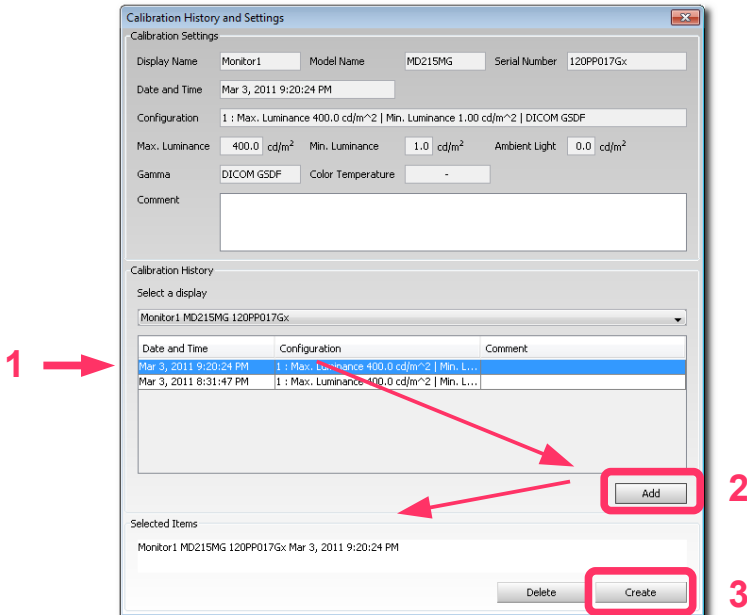 Calibration History and Settings
Calibration Settings
Display Name Monitor1 Model Name MD215MG Serial Number 120PP017Gx
Date and Time Mar 3, 2011 9:20:24 PM
Configuration 1 : Max. Luminance 400.0 cd/m^2 | Min. Luminance 1.00 cd/m^2 | DICOM GSDF
Max. Luminance 400.0 cd/m² Min. Luminance 1.0 cd/m² Ambient Light 0.0 cd/m²
Gamma DICOM GSDF Color Temperature -
Comment
Calibration History
Select a display
Monitor1 MD215MG 120PP017Gx
Date and Time Configuration Comment
1 Mar 3, 2011 9:20:24 PM 1 : Max. Luminance 400.0 cd/m^2 | Min. L...
Mar 3, 2011 8:31:47 PM 1 : Max. Luminance 400.0 cd/m^2 | Min. L...
Add 2
Selected Items
Monitor1 MD215MG 120PP017Gx Mar 3, 2011 9:20:24 PM
Delete Create 3